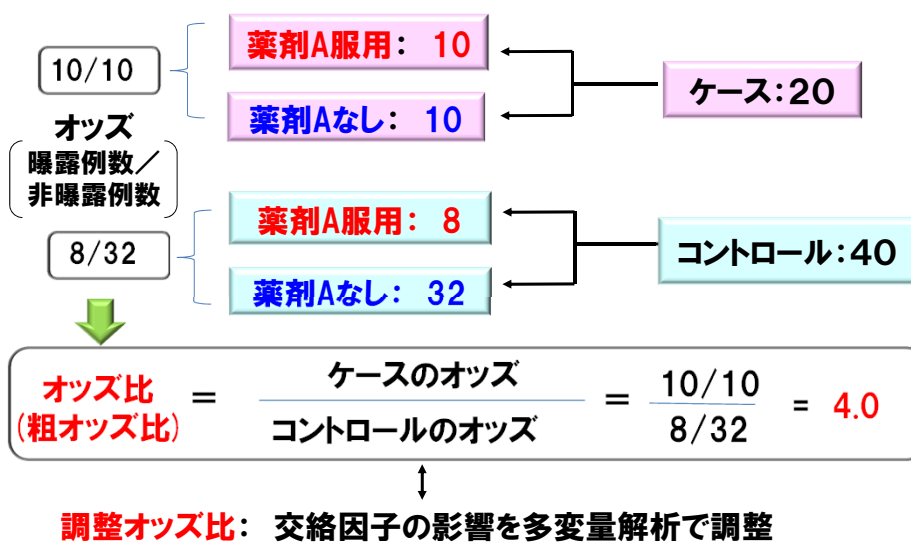 10/10
薬剤A服用: 10
薬剤Aなし: 10
ケース:20
オッズ
曝露例数／
非曝露例数
8/32
薬剤A服用: 8
薬剤Aなし: 32
コントロール:40
オッズ比
(粗オッズ比)
=
ケースのオッズ
コントロールのオッズ
=
10/10
8/32
= 4.0
調整オッズ比: 交絡因子の影響を多変量解析で調整